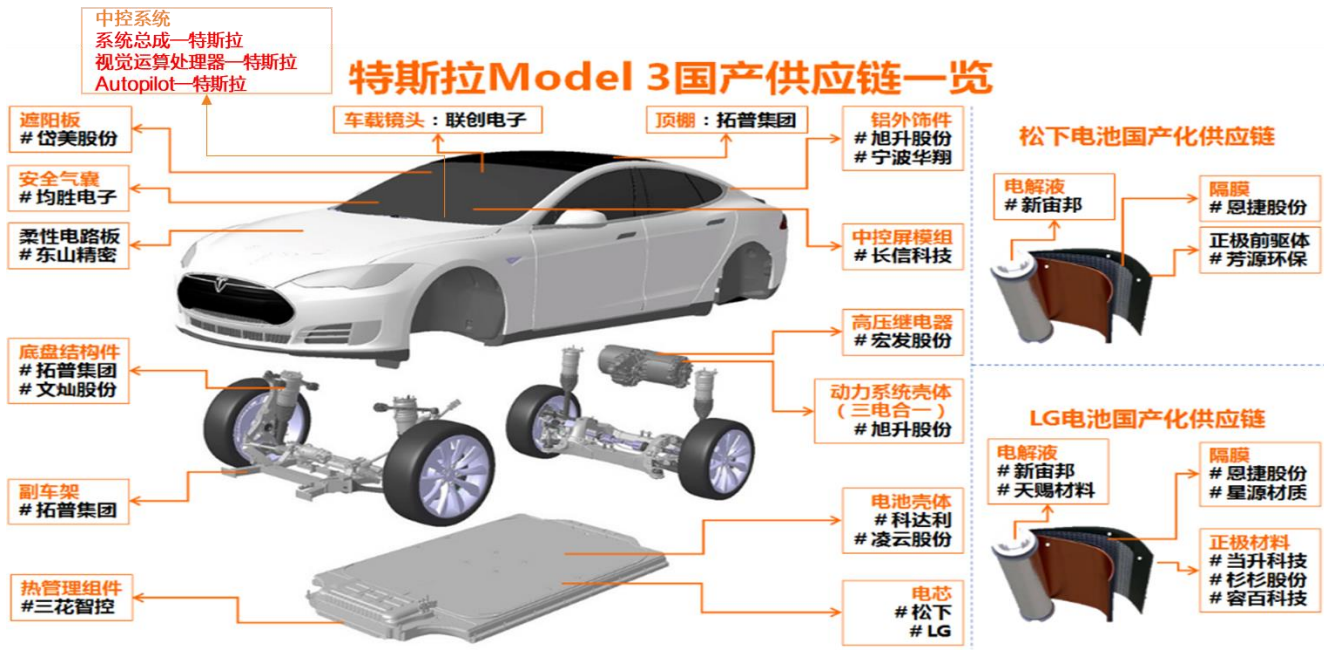 中控系统
系统总成—特斯拉
视觉运算处理器—特斯拉
Autopilot—特斯拉
特斯拉Model 3国产供应链一览
遮阳板
#岱美股份
安全气囊
#均胜电子
柔性电路板
#东山精密
底盘结构件
#拓普集团
#文灿股份
副车架
#拓普集团
热管理组件
#三花智控
车载镜头：联创电子
顶棚：拓普集团
铝外饰件
#旭升股份
#宁波华翔
中控屏模组
#长信科技
高压继电器
#宏发股份
动力系统壳体
（三电合一）
#旭升股份
电池壳体
#科达利
#凌云股份
电芯
#松下
#LG
松下电池国产化供应链
电解液
#新宙邦
隔膜
#恩捷股份
正极前驱体
#芳源环保
LG电池国产化供应链
电解液
#新宙邦
#天赐材料
隔膜
#恩捷股份
#星源材质
正极材料
#当升科技
#杉杉股份
#容百科技